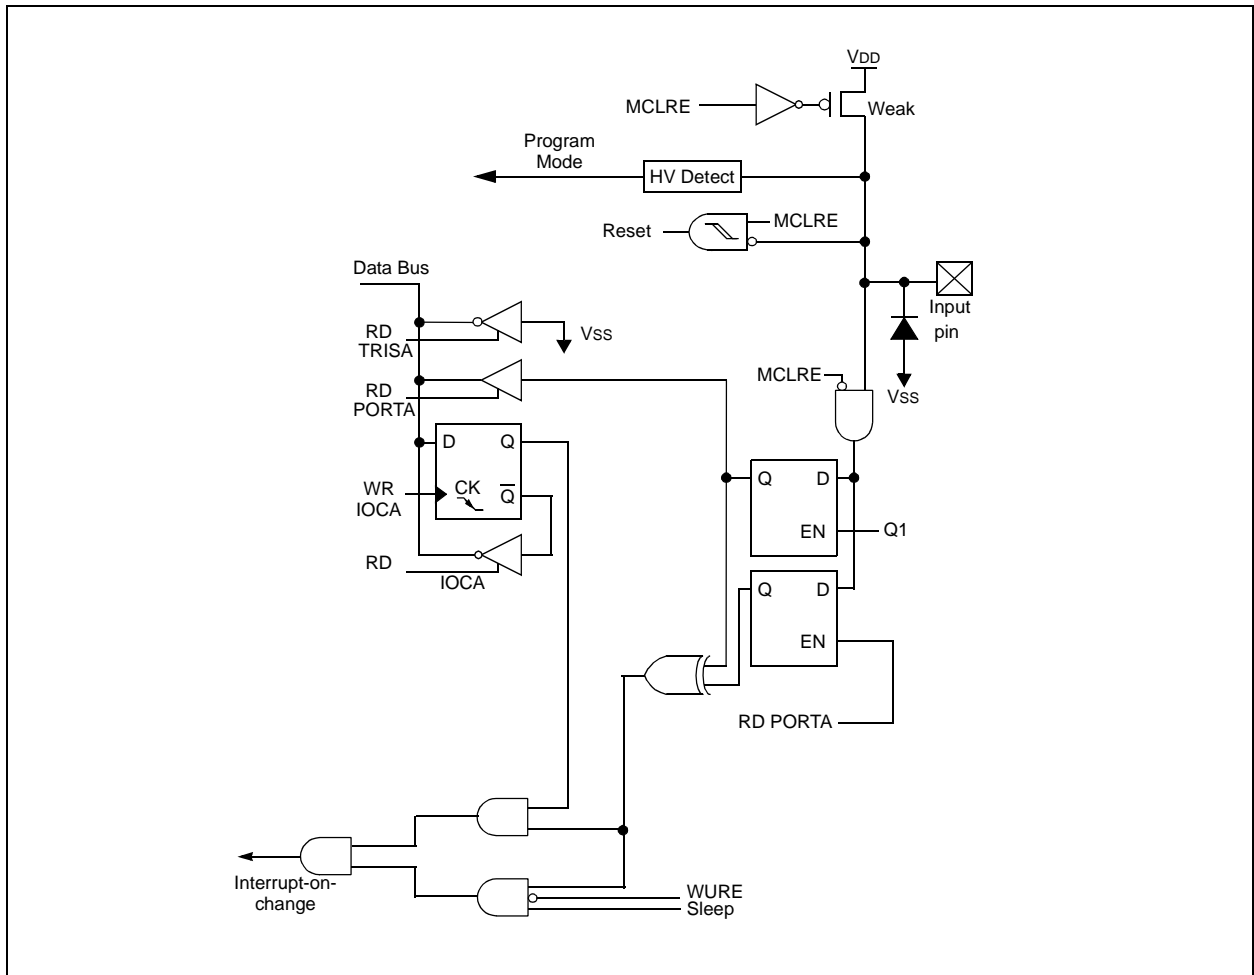 VDD
MCLRE
Weak
Program
Mode
HV Detect
MCLRE
Reset
Data Bus
Input
pin
RD
TRISA
VSS
MCLRE
VSS
RD
PORTA
D
Q
WR
IOCA
CK
Q
Q
D
EN
Q1
RD
IOCA
Q
D
EN
RD PORTA
Interrupt-on-
change
WURE
Sleep